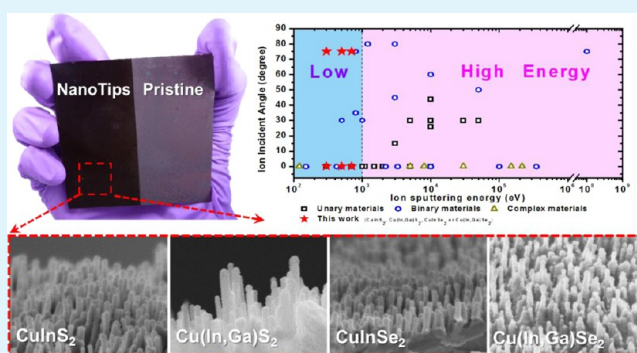 NanoTips Pristine
Ion Incident Angle (degree)
90
80
70
60
50
40
30
20
10
0
Low High Energy
10² 10³ 10⁴ 10⁵ 10⁶ 10⁸ 10⁹
Ion sputtering energy (eV)
Unary materials Binary materials Complex materials
This work
CuInS₂
Cu(In,Ga)S₂
CuInSe₂
Cu(In,Ga)Se₂